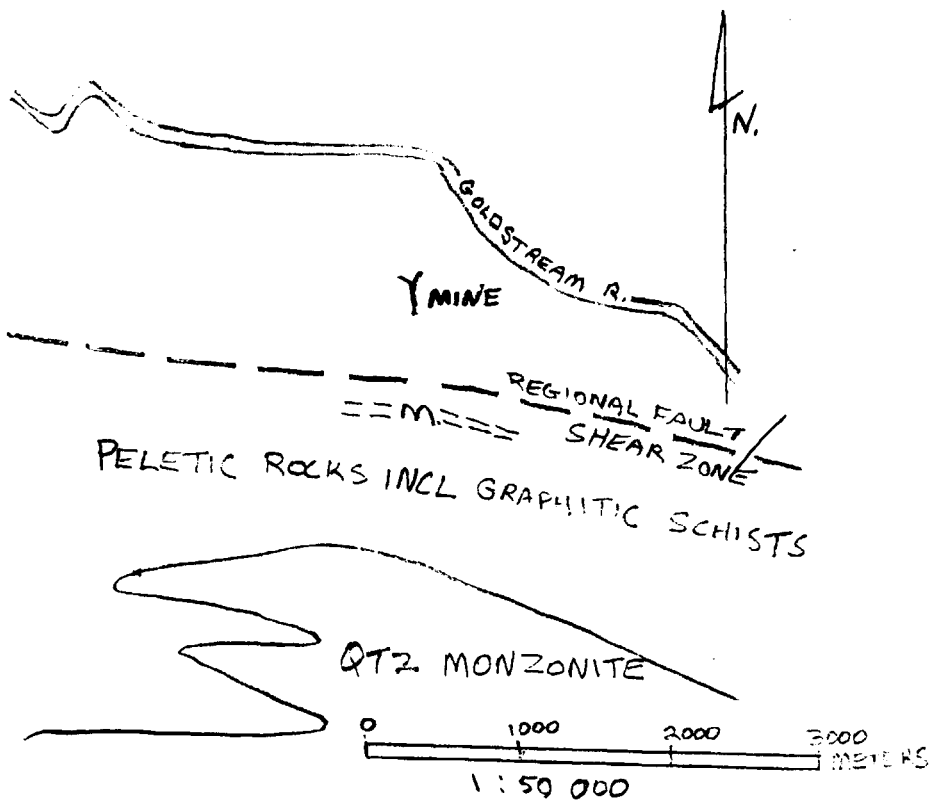 N.
GOLDSTREAM R.
Y MINE
REGIONAL FAULT
SHEAR ZONE
==M===
PELETIC ROCKS INCL GRAPHITIC SCHISTS
QTZ MONZONITE
0 1000 2000 3000
METERS
1:50 000